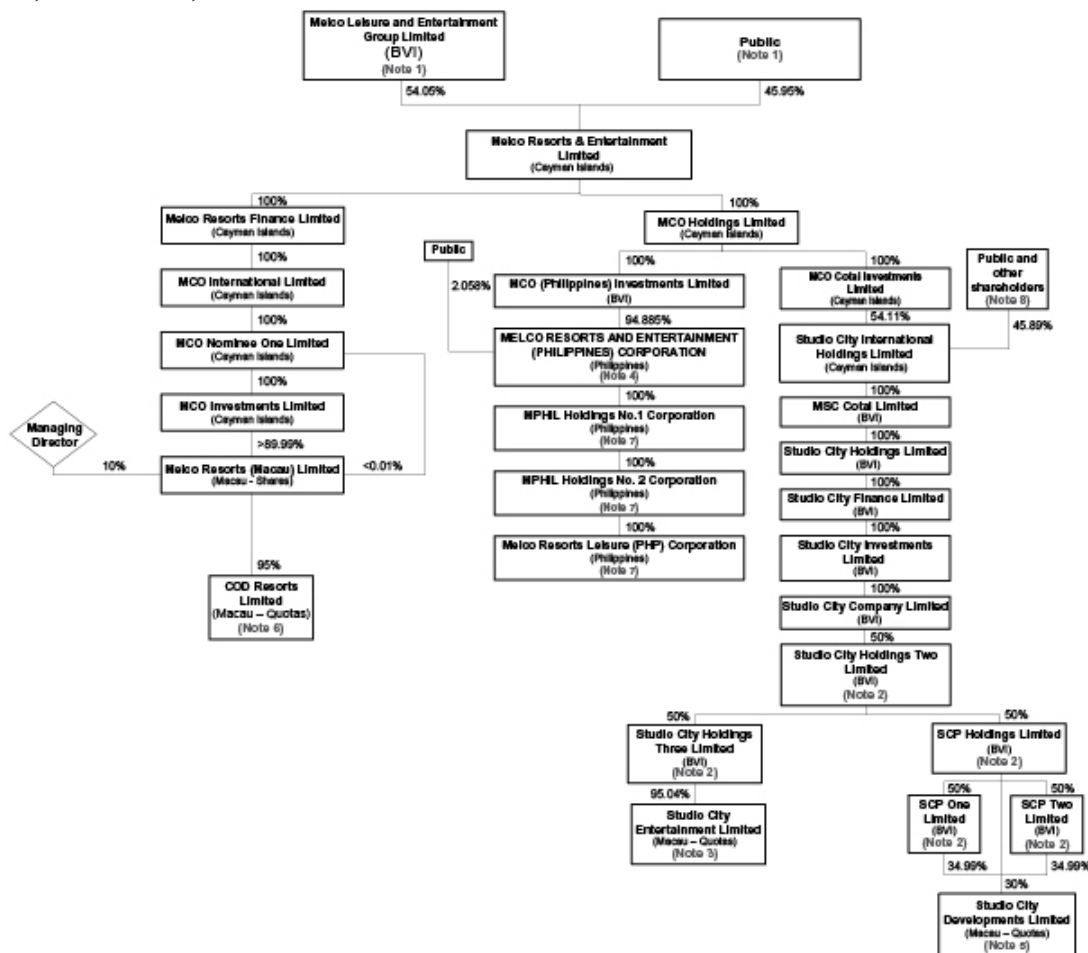 Melco Leisure and Entertainment
Group Limited
(BVI)
(Note 1)
Public
(Note 1)
54.05%
45.95%
Melco Resorts & Entertainment
Limited
(Cayman Islands)
100%
100%
Melco Resorts Finance Limited
(Cayman Islands)
MCO Holdings Limited
(Cayman Islands)
Public
Public and
other
shareholders
(Note 8)
100%
100%
100%
MCO International Limited
(Cayman Islands)
2.058%
MCO (Philippines) Investments Limited
(BVI)
MCO Cotai Investments
Limited
(Cayman Islands)
100%
94.885%
54.11%
45.89%
MCO Nominee One Limited
(Cayman Islands)
MELCO RESORTS AND ENTERTAINMENT
(PHILIPPINES) CORPORATION
(Philippines)
(Note 4)
Studio City International
Holdings Limited
(Cayman Islands)
100%
100%
100%
MCO Investments Limited
(Cayman Islands)
MPHIL Holdings No.1 Corporation
(Philippines)
(Note 7)
MSC Cotai Limited
(BVI)
Managing
Director
>89.99%
100%
100%
10%
Melco Resorts (Macau) Limited
(Macau - Shares)
<0.01%
MPHIL Holdings No. 2 Corporation
(Philippines)
(Note 7)
Studio City Holdings Limited
(BVI)
100%
Studio City Finance Limited
(BVI)
100%
100%
Melco Resorts Leisure (PHP) Corporation
(Philippines)
(Note 7)
Studio City Investments
Limited
(BVI)
95%
COD Resorts
Limited
(Macau – Quotas)
(Note 6)
100%
Studio City Company Limited
(BVI)
50%
Studio City Holdings Two
Limited
(BVI)
(Note 2)
50%
50%
Studio City Holdings
Three Limited
(BVI)
(Note 2)
SCP Holdings Limited
(BVI)
(Note 2)
95.04%
50%
50%
Studio City
Entertainment Limited
(Macau – Quotas)
(Note 3)
SCP One
Limited
(BVI)
(Note 2)
SCP Two
Limited
(BVI)
(Note 2)
34.99%
34.99%
30%
Studio City
Developments Limited
(Macau – Quotas)
(Note 5)